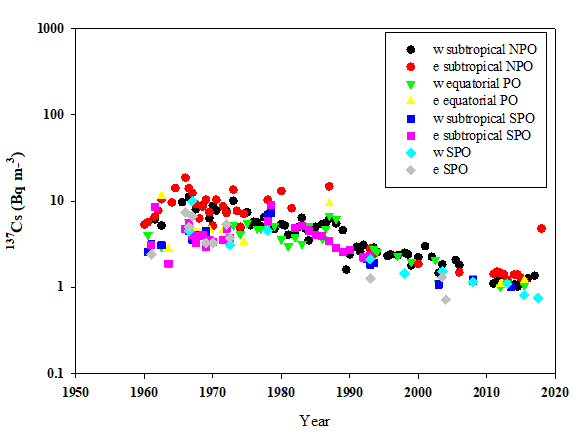 1000
100
10
1
0.1
¹³⁷Cs (Bq m⁻³)
w subtropical NPO
e subtropical NPO
w equatorial PO
e equatorial PO
w subtropical SPO
e subtropical SPO
w SPO
e SPO
1950 1960 1970 1980 1990 2000 2010 2020
Year